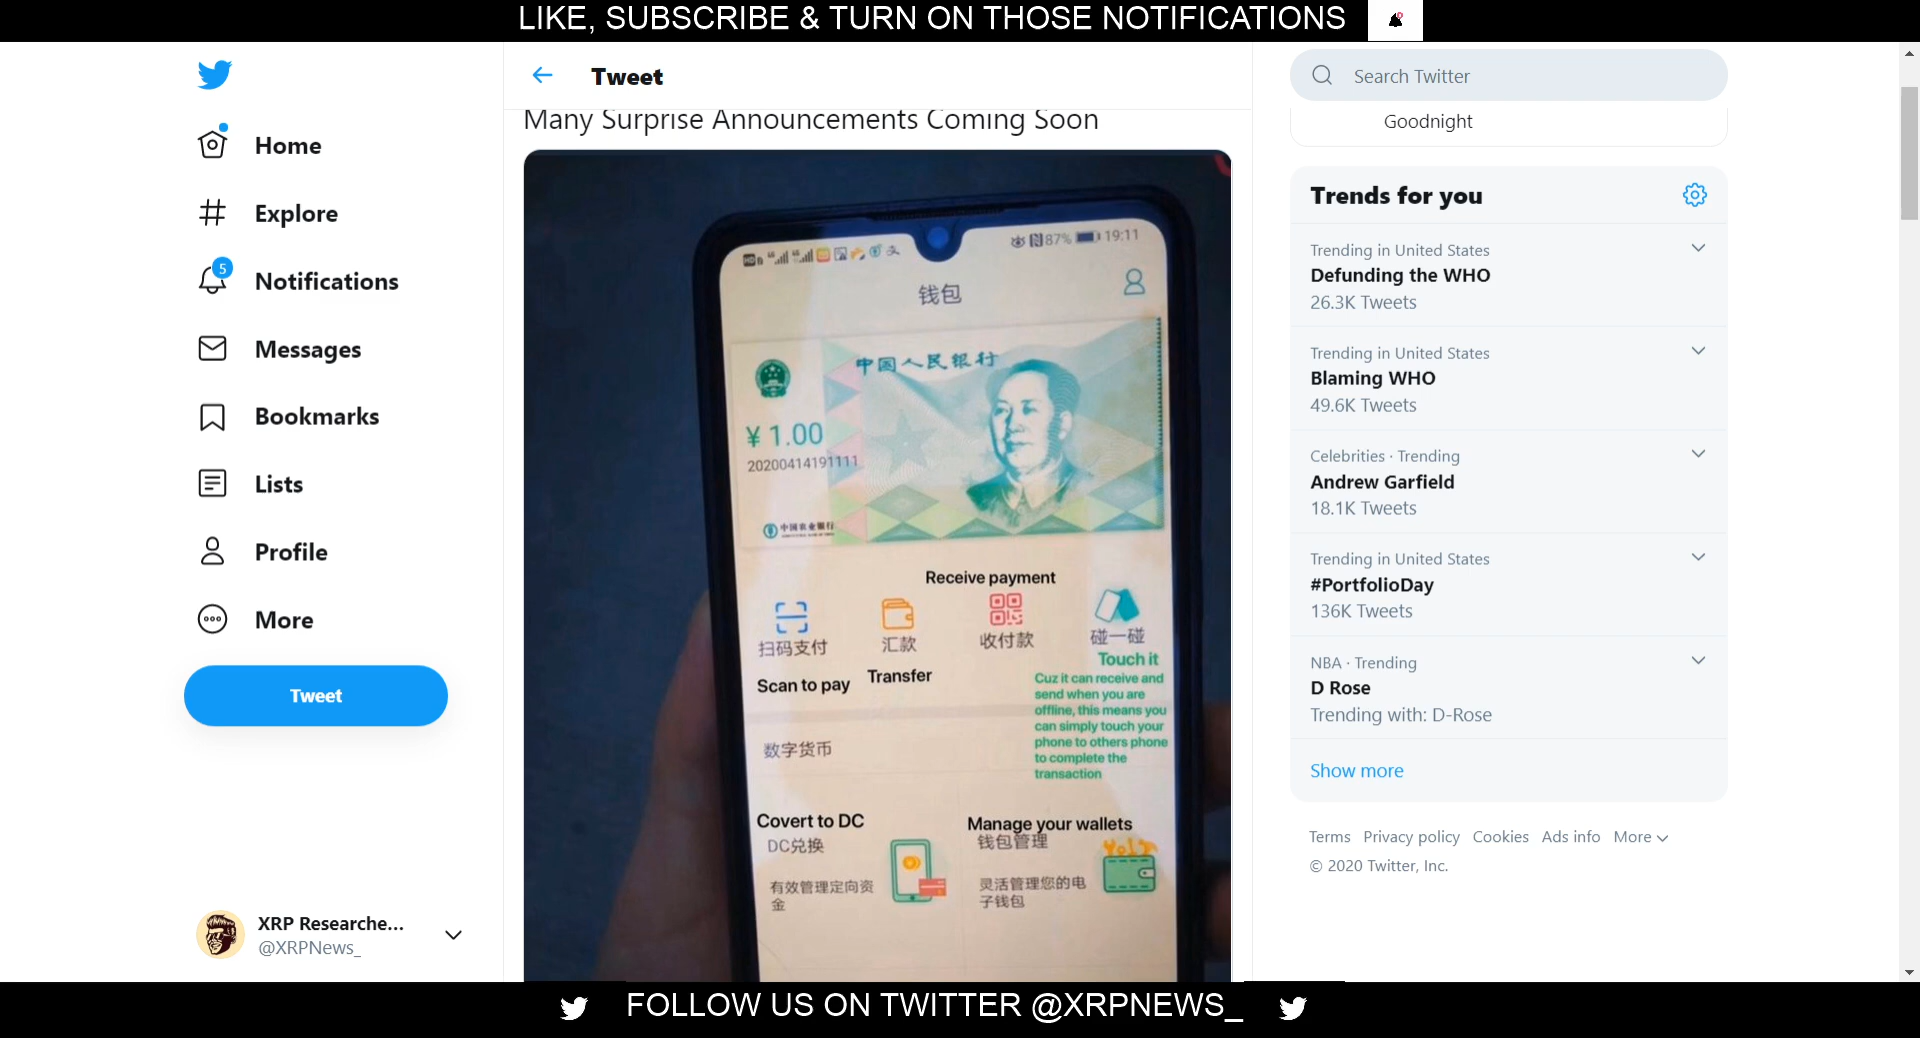 LIKE, SUBSCRIBE & TURN ON THOSE NOTIFICATIONS
Home
Explore
5
Notifications
Messages
Bookmarks
Lists
Profile
More
Tweet
XRP Researche...
@XRPNews_
Tweet
Many Surprise Announcements Coming Soon
87% 19:11
钱包
中国人民银行
¥ 1.00
20200414191111
中国农业银行
Receive payment
扫码支付
汇款
收付款
碰一碰
Scan to pay
Transfer
Touch it
Cuz it can receive and
send when you are
offline, this means you
can simply touch your
phone to others phone
to complete the
transaction
数字货币
Covert to DC
DC兑换
有效管理定向资
金
Manage your wallets
钱包管理
灵活管理您的电
子钱包
Search Twitter
Goodnight
Trends for you
Trending in United States
Defunding the WHO
26.3K Tweets
Trending in United States
Blaming WHO
49.6K Tweets
Celebrities · Trending
Andrew Garfield
18.1K Tweets
Trending in United States
#PortfolioDay
136K Tweets
NBA · Trending
D Rose
Trending with: D-Rose
Show more
Terms Privacy policy Cookies Ads info More
© 2020 Twitter, Inc.
FOLLOW US ON TWITTER @XRPNEWS_